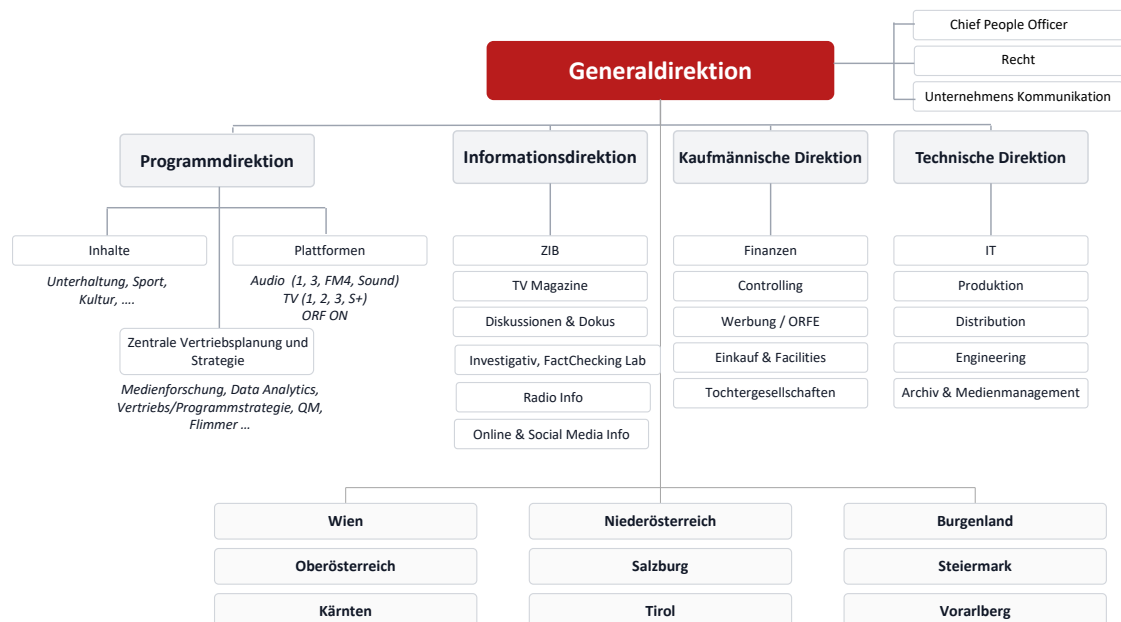 Chief People Officer
Generaldirektion
Recht
Unternehmens Kommunikation
Programmdirektion
Informationsdirektion
Kaufmännische Direktion
Technische Direktion
Inhalte
Unterhaltung, Sport,
Kultur, ....
Plattformen
Audio (1, 3, FM4, Sound)
TV (1, 2, 3, S+)
ORF ON
Zentrale Vertriebsplanung und
Strategie
Medienforschung, Data Analytics,
Vertriebs/Programmstrategie, QM,
Flimmer ...
ZIB
TV Magazine
Diskussionen & Dokus
Investigativ, FactChecking Lab
Radio Info
Online & Social Media Info
Finanzen
Controlling
Werbung / ORFE
Einkauf & Facilities
Tochtergesellschaften
IT
Produktion
Distribution
Engineering
Archiv & Medienmanagement
Wien
Niederösterreich
Burgenland
Oberösterreich
Salzburg
Steiermark
Kärnten
Tirol
Vorarlberg